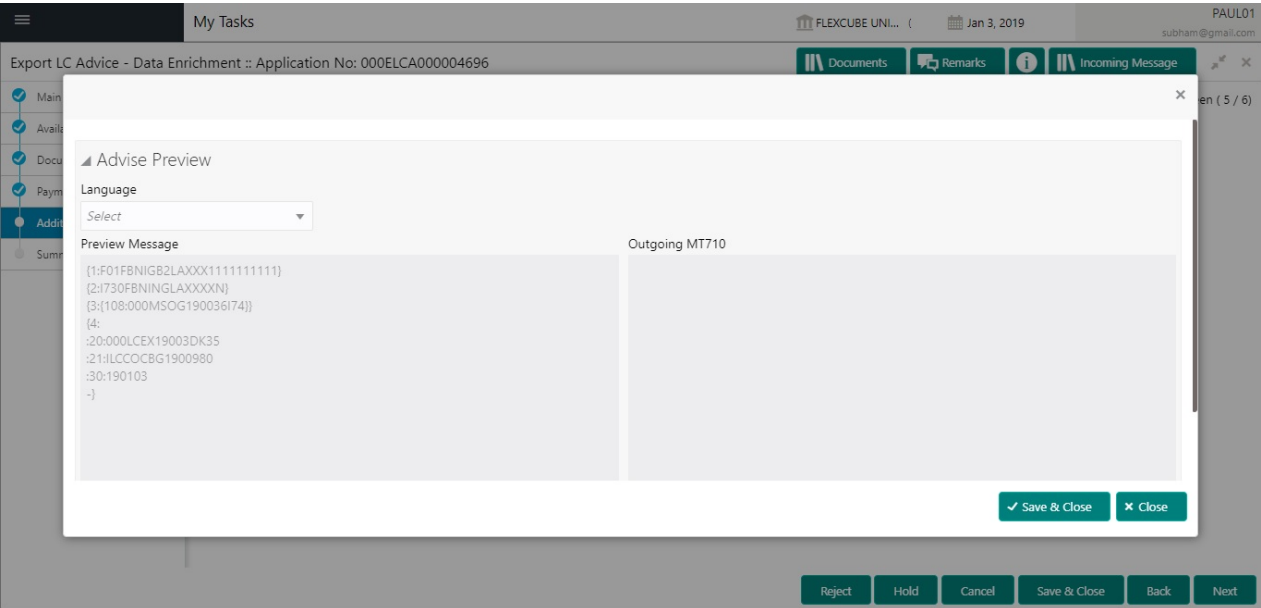 My Tasks
FLEXCUBE UNI... (
Jan 3, 2019
PAUL01
subham@gmail.com
Export LC Advice - Data Enrichment :: Application No: 000ELCA000004696
Documents
Remarks
Incoming Message
Main
en ( 5 / 6)
Availa
Docu
Paym
Addit
Summ
Advise Preview
Language
Select
Preview Message
Outgoing MT710
{1:F01FBNIGB2LAXXX1111111111}
{2:I730FBNINGLAXXXXN}
{3:{108:000MSOG190036I74}}
{4:
:20:000LCEX19003DK35
:21:ILCCOCBG1900980
:30:190103
-}
Save & Close
Close
Reject
Hold
Cancel
Save & Close
Back
Next